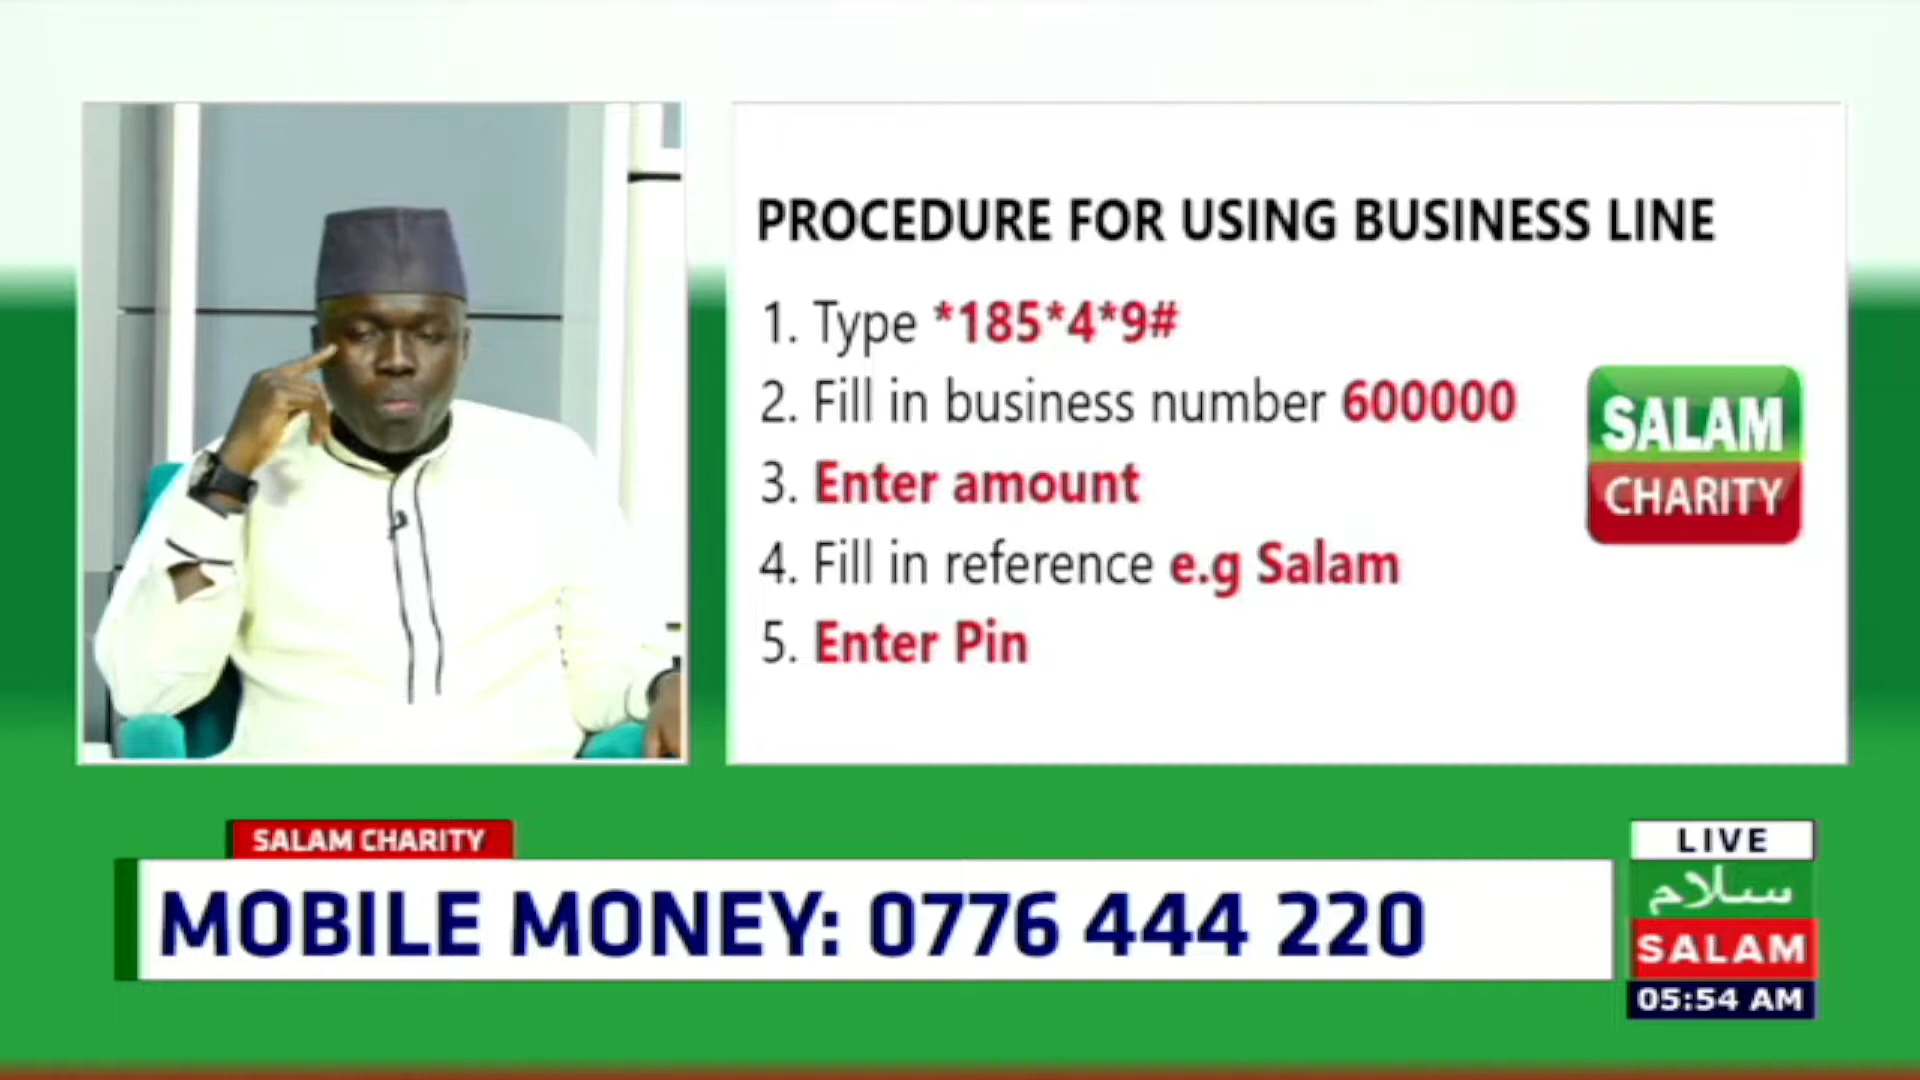 PROCEDURE FOR USING BUSINESS LINE
1. Type *185*4*9#
2. Fill in business number 600000
3. Enter amount
4. Fill in reference e.g Salam
5. Enter Pin
SALAM
CHARITY
SALAM CHARITY
MOBILE MONEY: 0776 444 220
LIVE
سلام
SALAM
05:54 AM